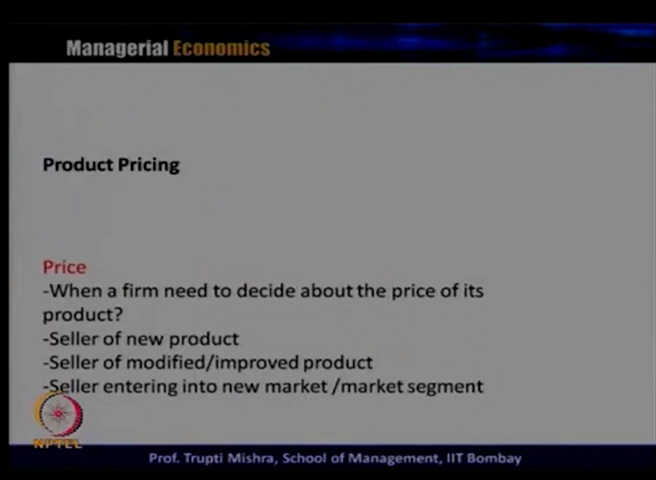 Managerial Economics
Product Pricing
Price
-When a firm need to decide about the price of its
product?
-Seller of new product
-Seller of modified/improved product
-Seller entering into new market /market segment
NPTEL
Prof. Trupti Mishra, School of Management, IIT Bombay